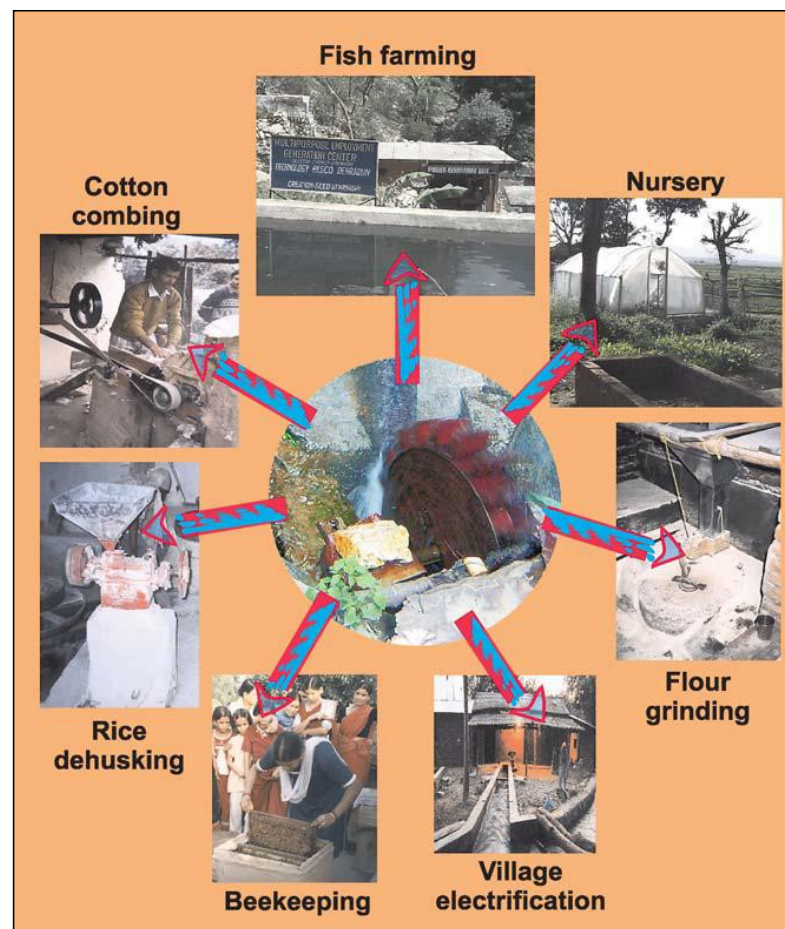 Fish farming
MULTIPURPOSE EMPLOYMENT
GENERATION CENTER
TECHNOLOGY HESCO DEHRADUN
Cotton
combing
Nursery
Flour
grinding
Rice
dehusking
Beekeeping
Village
electrification